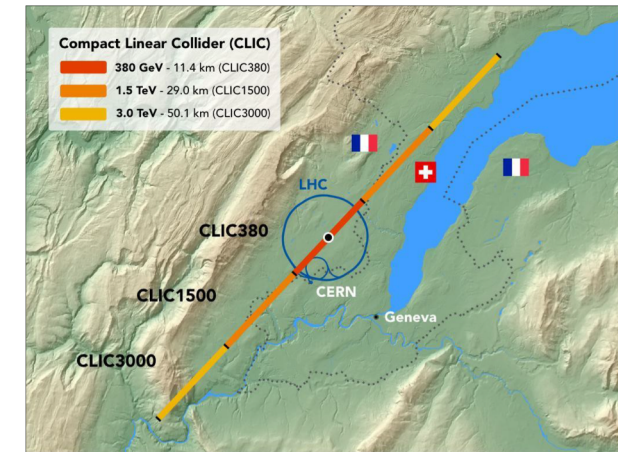 Compact Linear Collider (CLIC)
380 GeV - 11.4 km (CLIC380)
1.5 TeV - 29.0 km (CLIC1500)
3.0 TeV - 50.1 km (CLIC3000)
LHC
CLIC380
CERN
CLIC1500
Geneva
CLIC3000